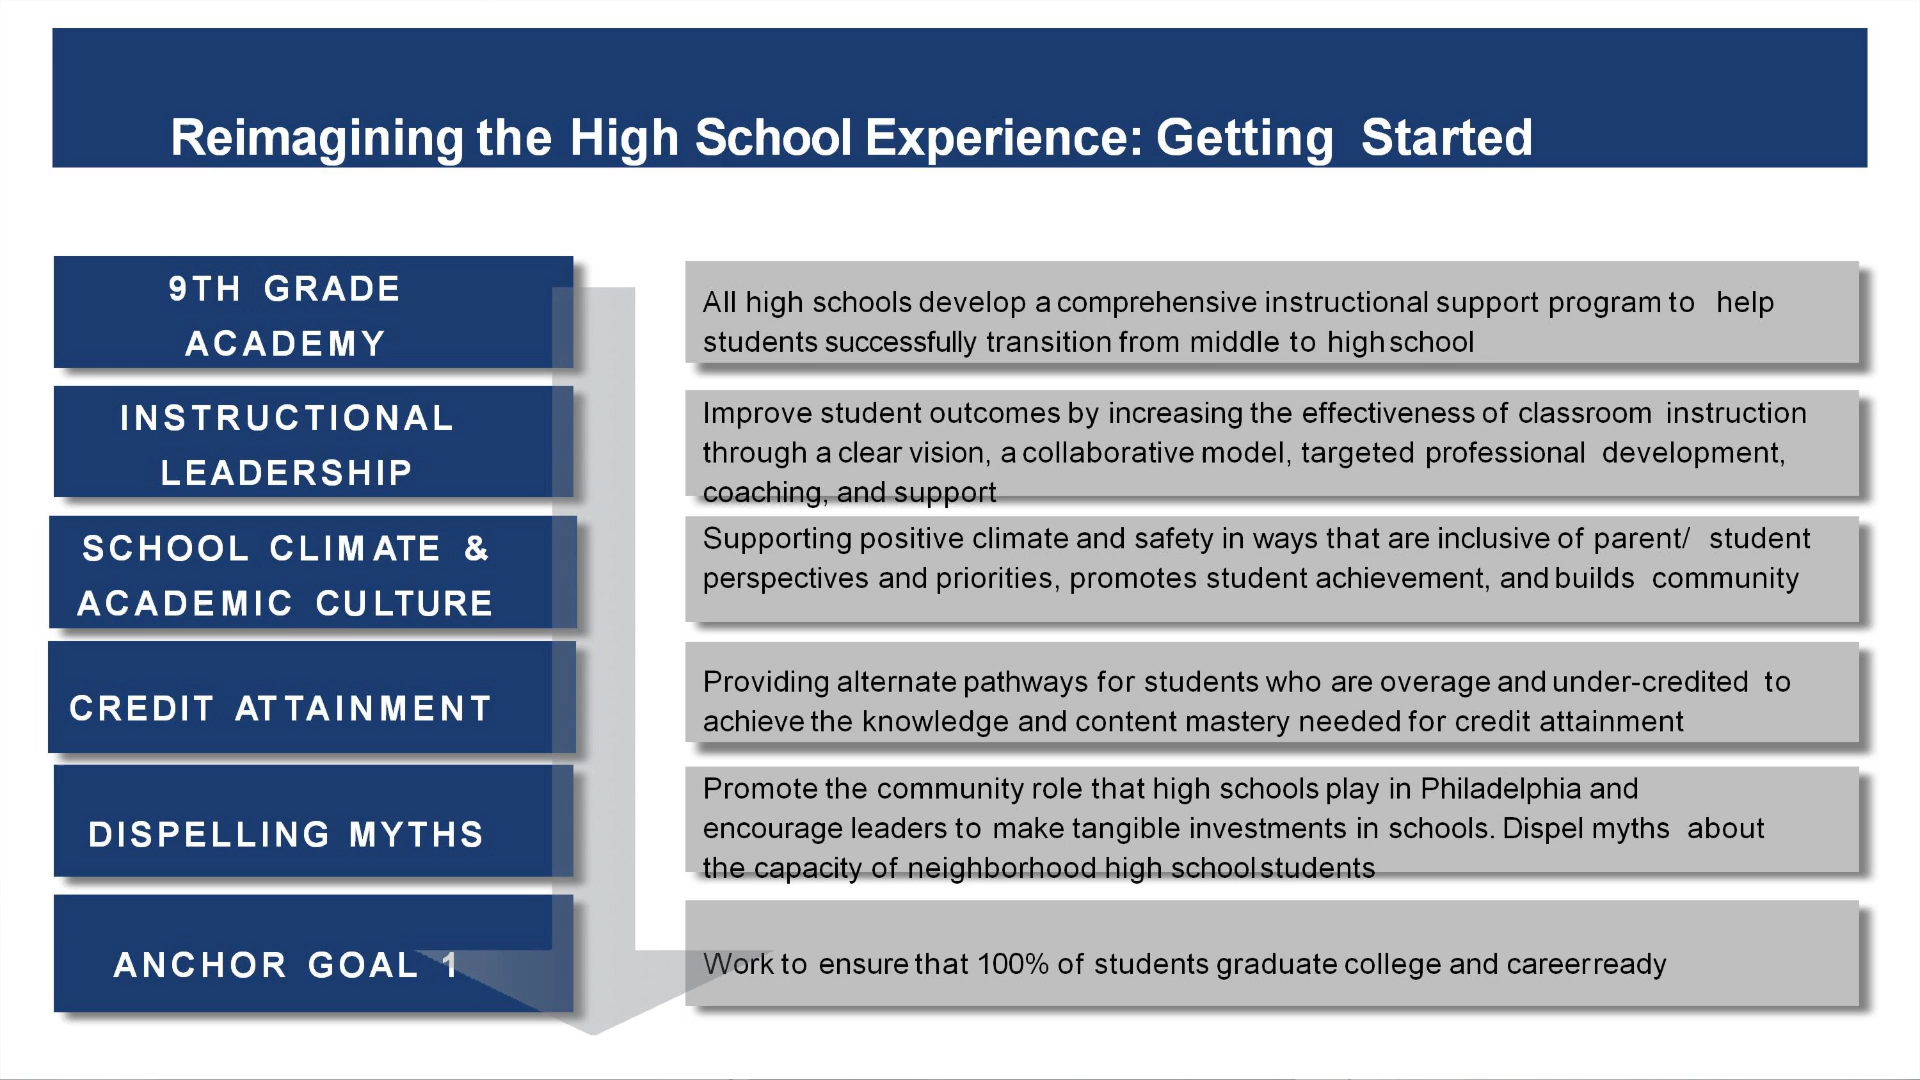 Reimagining the High School Experience: Getting Started
9TH GRADE
ACADEMY
All high schools develop a comprehensive instructional support program to help
students successfully transition from middle to high school
INSTRUCTIONAL
LEADERSHIP
Improve student outcomes by increasing the effectiveness of classroom instruction
through a clear vision, a collaborative model, targeted professional development,
coaching, and support
SCHOOL CLIMATE &
ACADEMIC CULTURE
Supporting positive climate and safety in ways that are inclusive of parent/ student
perspectives and priorities, promotes student achievement, and builds community
CREDIT ATTAINMENT
Providing alternate pathways for students who are overage and under-credited to
achieve the knowledge and content mastery needed for credit attainment
DISPELLING MYTHS
Promote the community role that high schools play in Philadelphia and
encourage leaders to make tangible investments in schools. Dispel myths about
the capacity of neighborhood high school students
ANCHOR GOAL 1
Work to ensure that 100% of students graduate college and career ready